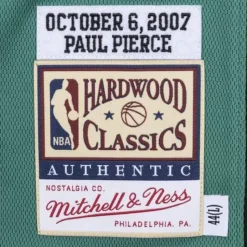 OCTOBER 6, 2007
PAUL PIERCE
NBA
HARDWOOD
CLASSICS
AUTHENTIC
NOSTALGIA CO.
Mitchell & Ness
PHILADELPHIA, PA.
44(L)